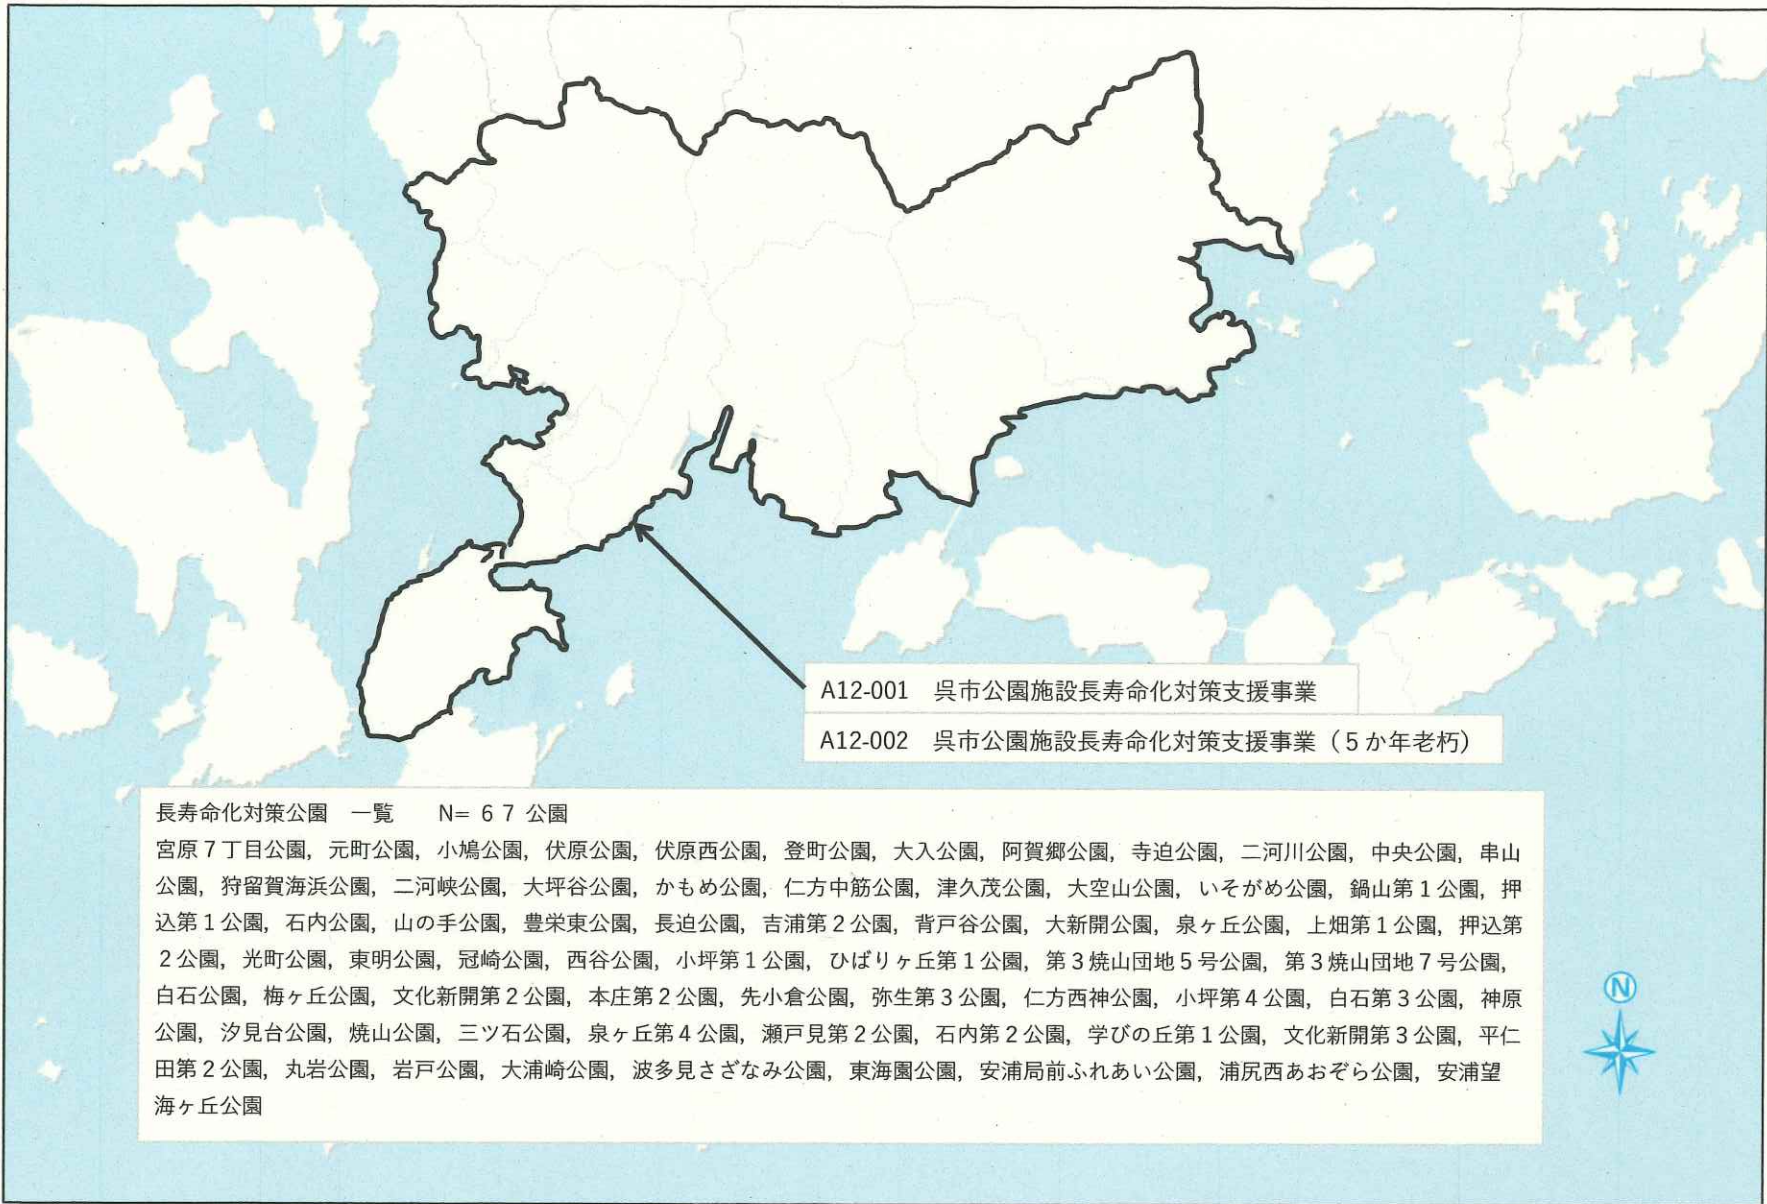 A12-001 呉市公園施設長寿命化対策支援事業
A12-002 呉市公園施設長寿命化対策支援事業（5か年老朽）
長寿命化対策公園 一覧 N= 67 公園
宮原7丁目公園, 元町公園, 小鳩公園, 伏原公園, 伏原西公園, 登町公園, 大入公園, 阿賀郷公園, 寺迫公園, 二河川公園, 中央公園, 串山
公園, 狩留賀海浜公園, 二河峡公園, 大坪谷公園, かもめ公園, 仁方中筋公園, 津久茂公園, 大空山公園, いそがめ公園, 鍋山第1公園, 押
込第1公園, 石内公園, 山の手公園, 豊栄東公園, 長迫公園, 吉浦第2公園, 背戸谷公園, 大新開公園, 泉ヶ丘公園, 上畑第1公園, 押込第
2公園, 光町公園, 東明公園, 冠崎公園, 西谷公園, 小坪第1公園, ひばりヶ丘第1公園, 第3焼山団地5号公園, 第3焼山団地7号公園,
白石公園, 梅ヶ丘公園, 文化新開第2公園, 本庄第2公園, 先小倉公園, 弥生第3公園, 仁方西神公園, 小坪第4公園, 白石第3公園, 神原
公園, 汐見台公園, 焼山公園, 三ツ石公園, 泉ヶ丘第4公園, 瀬戸見第2公園, 石内第2公園, 学びの丘第1公園, 文化新開第3公園, 平仁
田第2公園, 丸岩公園, 岩戸公園, 大浦崎公園, 波多見さざなみ公園, 東海園公園, 安浦局前ふれあい公園, 浦尻西あおぞら公園, 安浦望
海ヶ丘公園
N